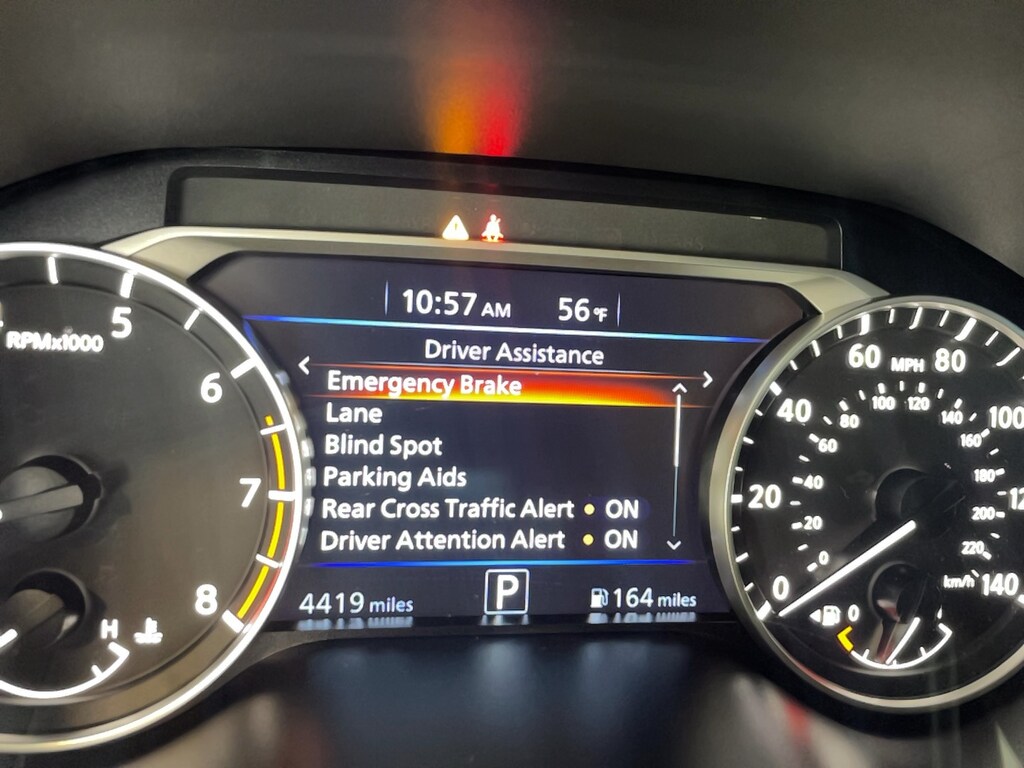 10:57 AM 56°F
Driver Assistance
Emergency Brake
Lane
Blind Spot
Parking Aids
Rear Cross Traffic Alert • ON
Driver Attention Alert • ON
4419 miles P 164 miles
RPMx1000
5
6
7
8
H
MPH
0
20
40
60
80
100
140
km/h
0
20
40
60
80
100
120
140
160
180
200
220
0